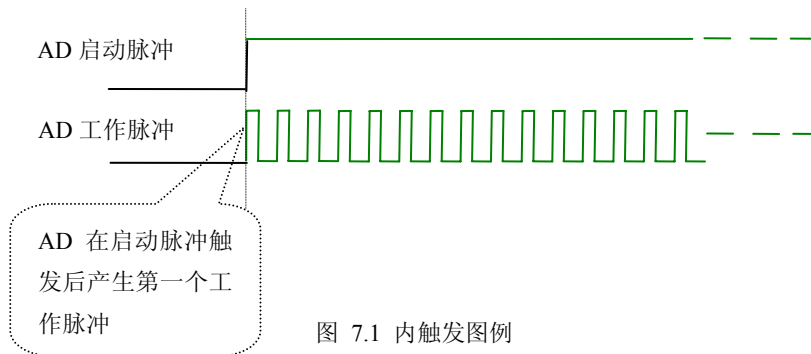 AD 启动脉冲
AD 工作脉冲
AD 在启动脉冲触
发后产生第一个工
作脉冲
图 7.1 内触发图例